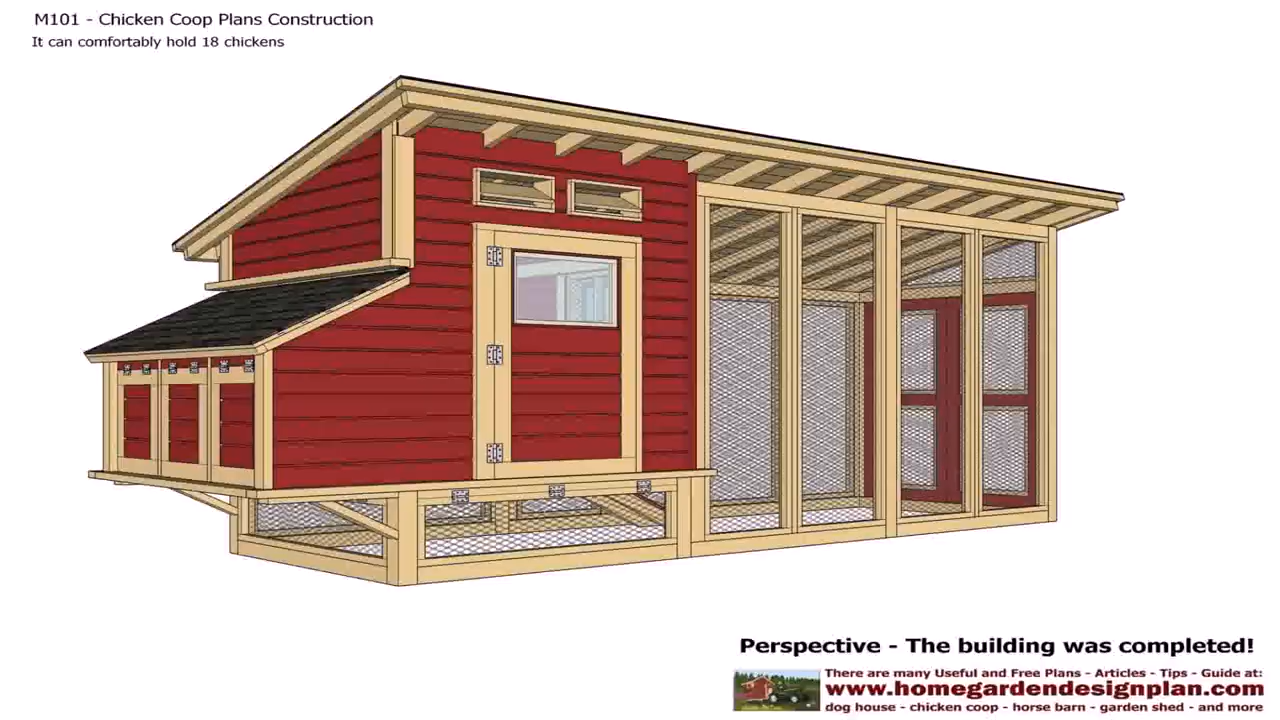 M101 - Chicken Coop Plans Construction
It can comfortably hold 18 chickens
Perspective - The building was completed!
There are many Useful and Free Plans - Articles - Tips - Guide at:
www.homegardendesignplan.com
dog house - chicken coop - horse barn - garden shed - and more